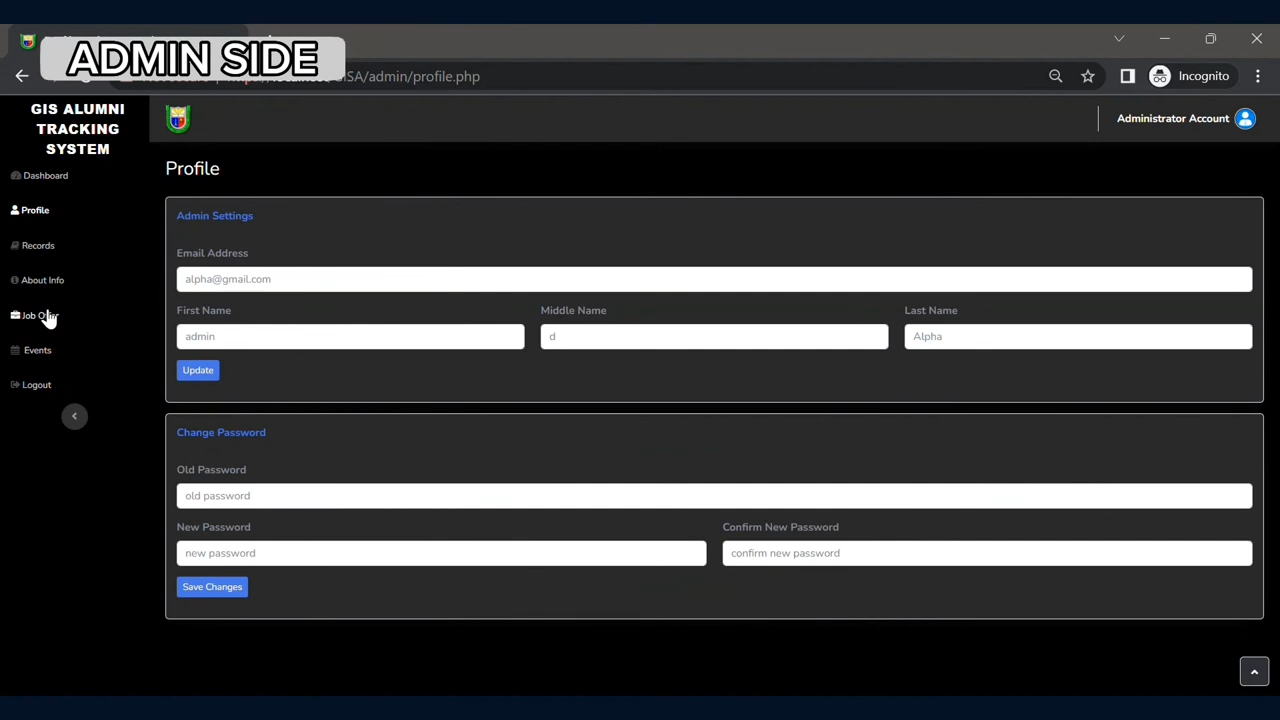 ADMIN SIDE
SA/admin/profile.php
Incognito
GIS ALUMNI
TRACKING
SYSTEM
Administrator Account
Dashboard
Profile
Records
About Info
Job Offer
Events
Logout
Profile
Admin Settings
Email Address
alpha@gmail.com
First Name
Middle Name
Last Name
admin
d
Alpha
Update
Change Password
Old Password
old password
New Password
Confirm New Password
new password
confirm new password
Save Changes